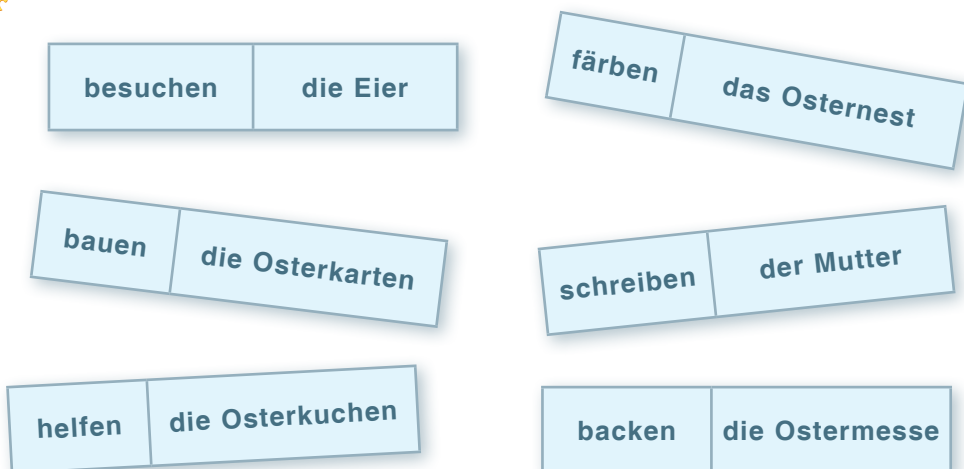 besuchen die Eier
färben das Osternest
bauen die Osterkarten
schreiben der Mutter
helfen die Osterkuchen
backen die Ostermesse